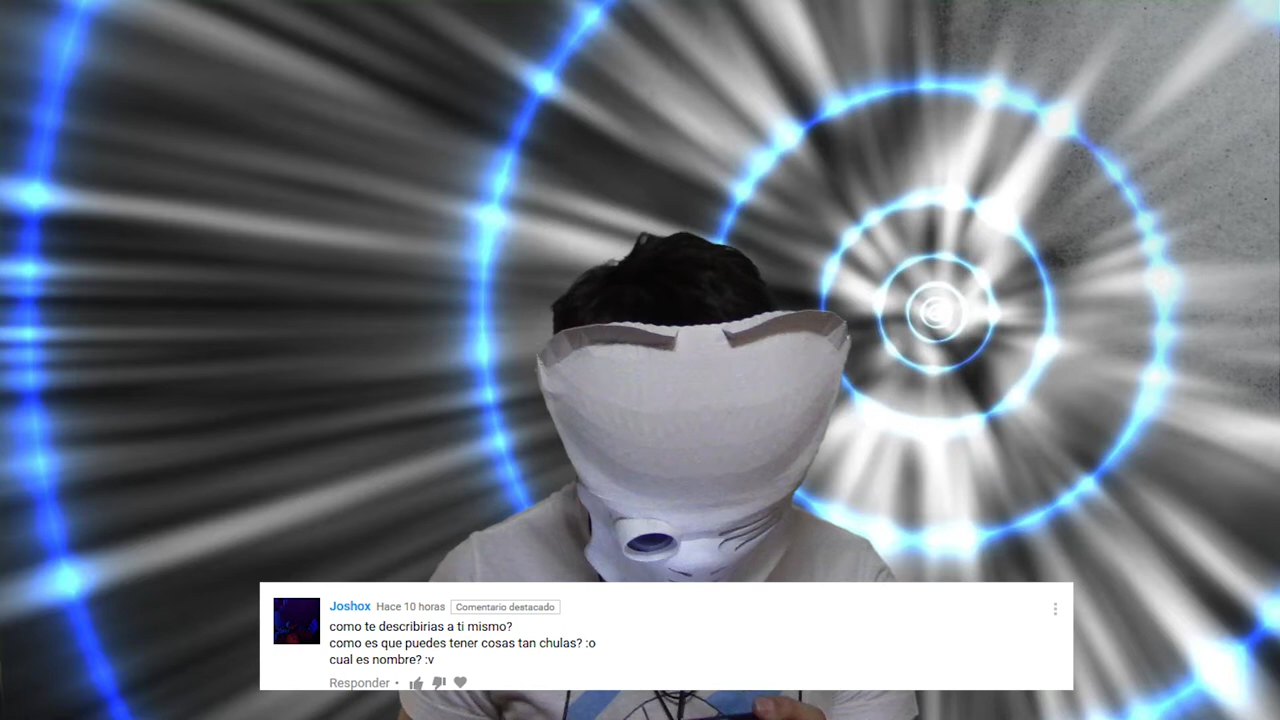 Joshox Hace 10 horas Comentario destacado
como te describirias a ti mismo?
como es que puedes tener cosas tan chulas? :o
cual es nombre? :v
Responder •